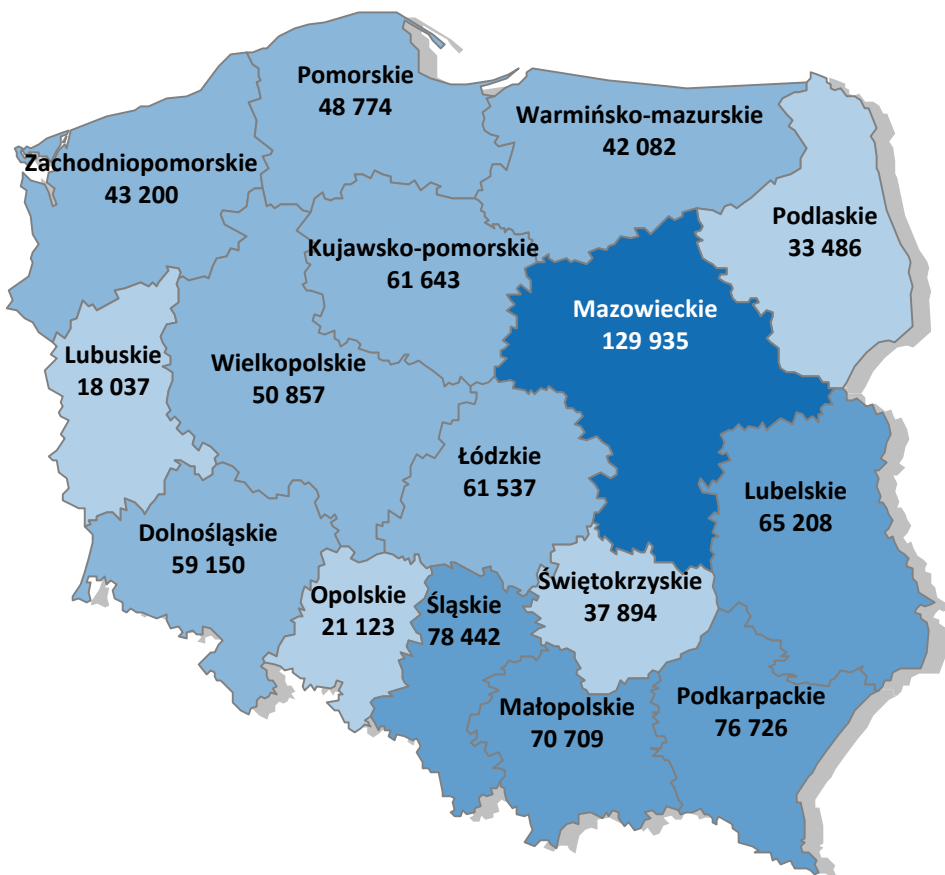 Pomorskie
48 774
Warmińsko-mazurskie
42 082
Zachodniopomorskie
43 200
Podlaskie
33 486
Kujawsko-pomorskie
61 643
Mazowieckie
129 935
Lubuskie
18 037
Wielkopolskie
50 857
Łódzkie
61 537
Lubelskie
65 208
Dolnośląskie
59 150
Opolskie
21 123
Śląskie
78 442
Świętokrzyskie
37 894
Małopolskie
70 709
Podkarpackie
76 726